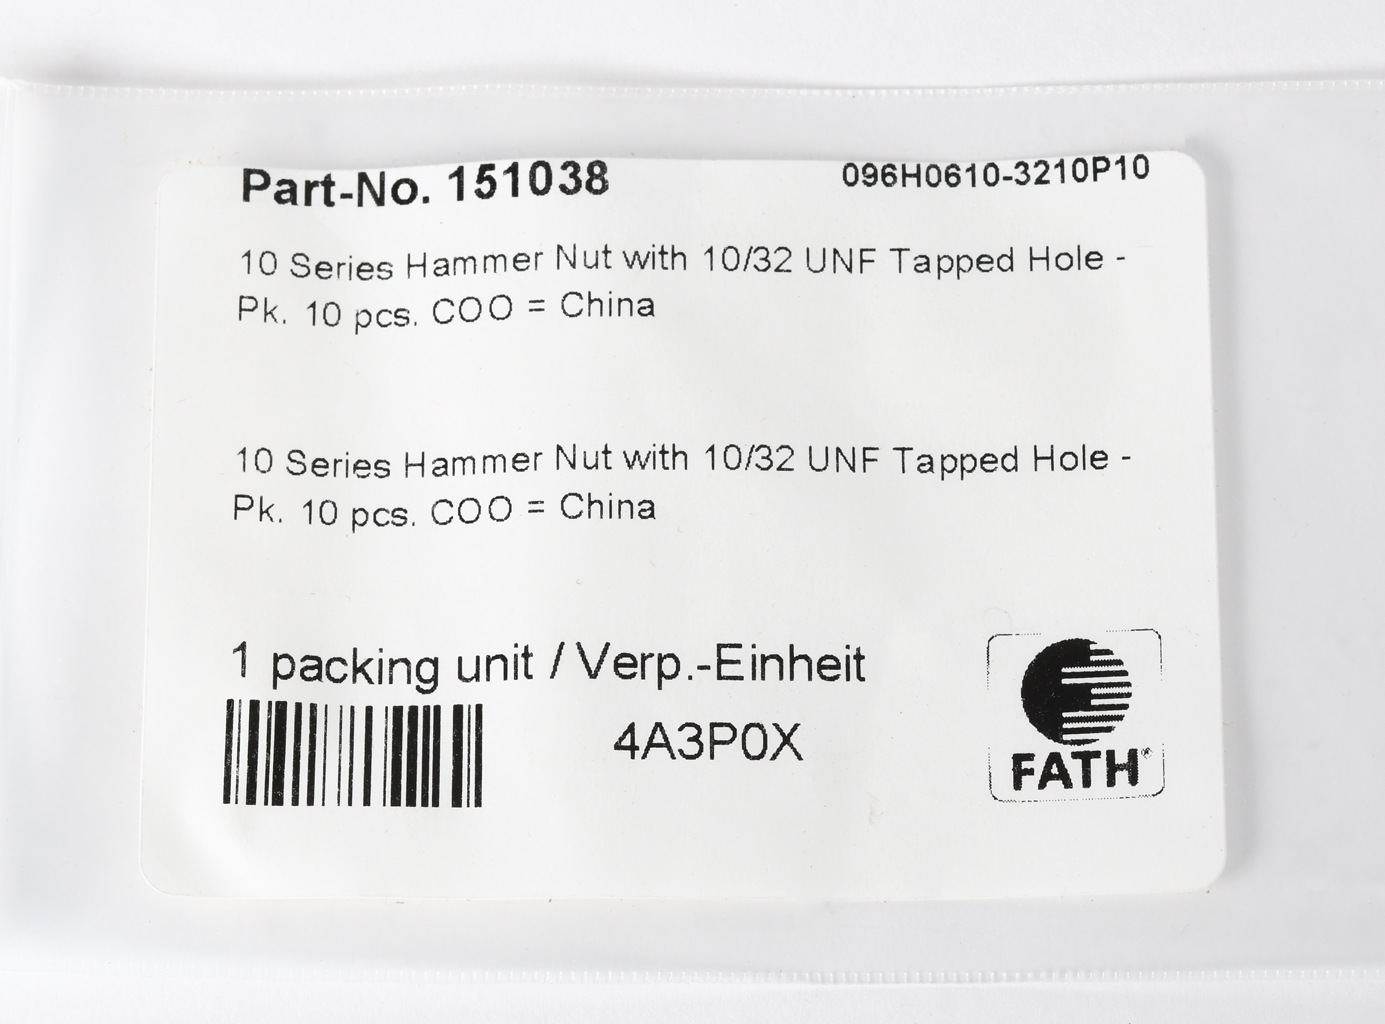 Part-No. 151038 096H0610-3210P10
10 Series Hammer Nut with 10/32 UNF Tapped Hole -
Pk. 10 pcs. COO = China
10 Series Hammer Nut with 10/32 UNF Tapped Hole -
Pk. 10 pcs. COO = China
1 packing unit / Verp.-Einheit
4A3P0X
FATH®